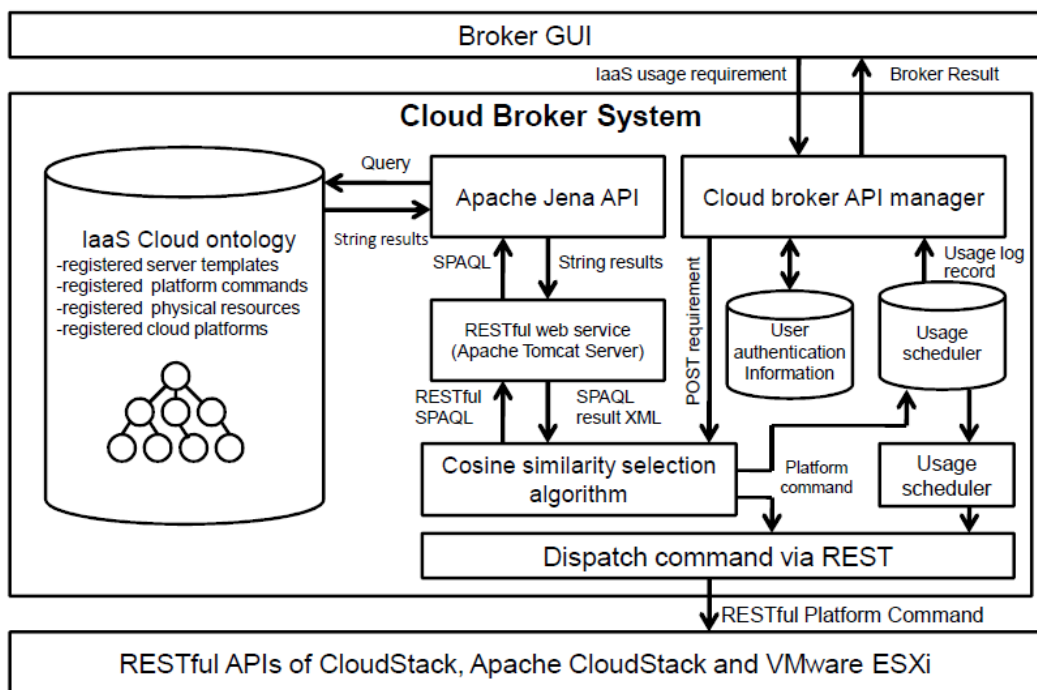 Broker GUI
IaaS usage requirement
Broker Result
Cloud Broker System
Query
Apache Jena API
Cloud broker API manager
IaaS Cloud ontology
-registered server templates
-registered platform commands
-registered physical resources
-registered cloud platforms
String results
SPAQL
String results
Usage log
record
RESTful web service
(Apache Tomcat Server)
POST requirement
User
authentication
Information
Usage
scheduler
RESTful
SPAQL
SPAQL
result XML
Cosine similarity selection
algorithm
Platform
command
Usage
scheduler
Dispatch command via REST
RESTful Platform Command
RESTful APIs of CloudStack, Apache CloudStack and VMware ESXi